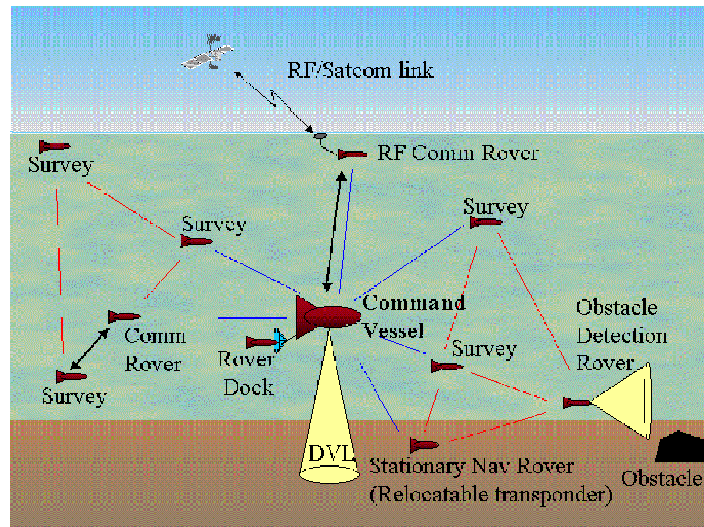 RF/Satcom link
RF Comm Rover
Survey
Survey
Survey
Command
Vessel
Obstacle
Detection
Rover
Comm
Rover
Rover
Dock
Survey
Survey
DVL
Stationary Nav Rover
(Relocatable transponder)
Obstacle